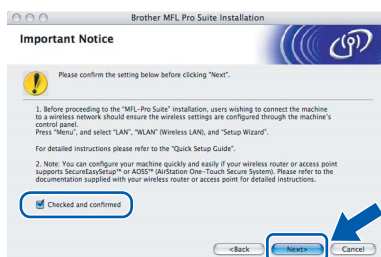 Brother MFL Pro Suite Installation
Important Notice
Please confirm the setting below before clicking "Next".
1. Before proceeding to the "MFL-Pro Suite" installation, users wishing to connect the machine
to a wireless network should ensure the wireless settings are configured through the machine's
control panel.
Press "Menu", and select "LAN", "WLAN" (Wireless LAN), and "Setup Wizard".
For detailed instructions please refer to the "Quick Setup Guide".
2. Note: You can configure your machine quickly and easily if your wireless router or access point
supports SecureEasySetup™ or AOSS™ (AirStation One-Touch Secure System). Please refer to the
documentation supplied with your wireless router or access point for detailed instructions.
Checked and confirmed
<Back Next> Cancel